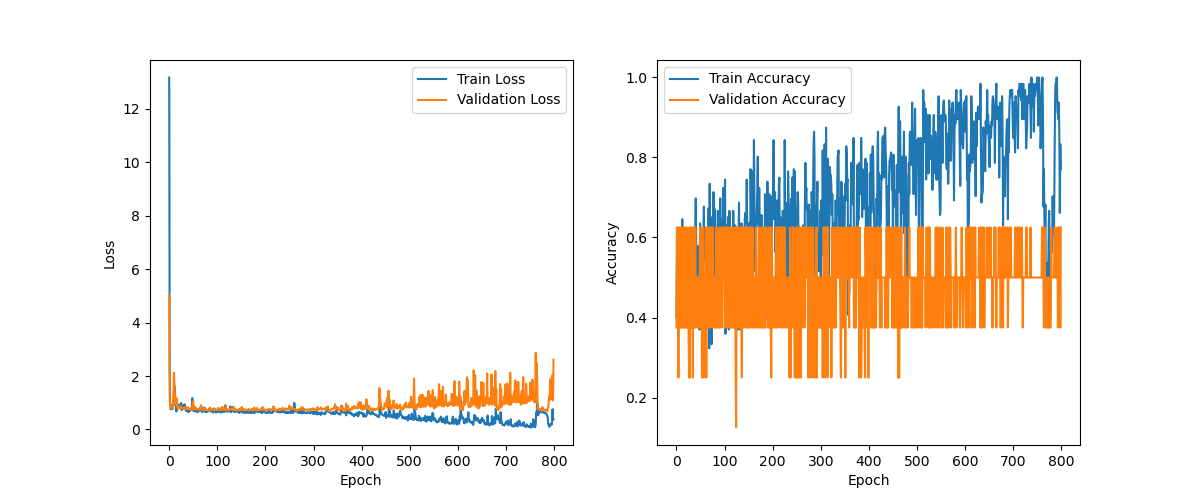 Train Loss
Validation Loss
12
10
8
6
4
2
0
Loss
0 100 200 300 400 500 600 700 800
Epoch
Train Accuracy
Validation Accuracy
1.0
0.8
0.6
0.4
0.2
Accuracy
0 100 200 300 400 500 600 700 800
Epoch